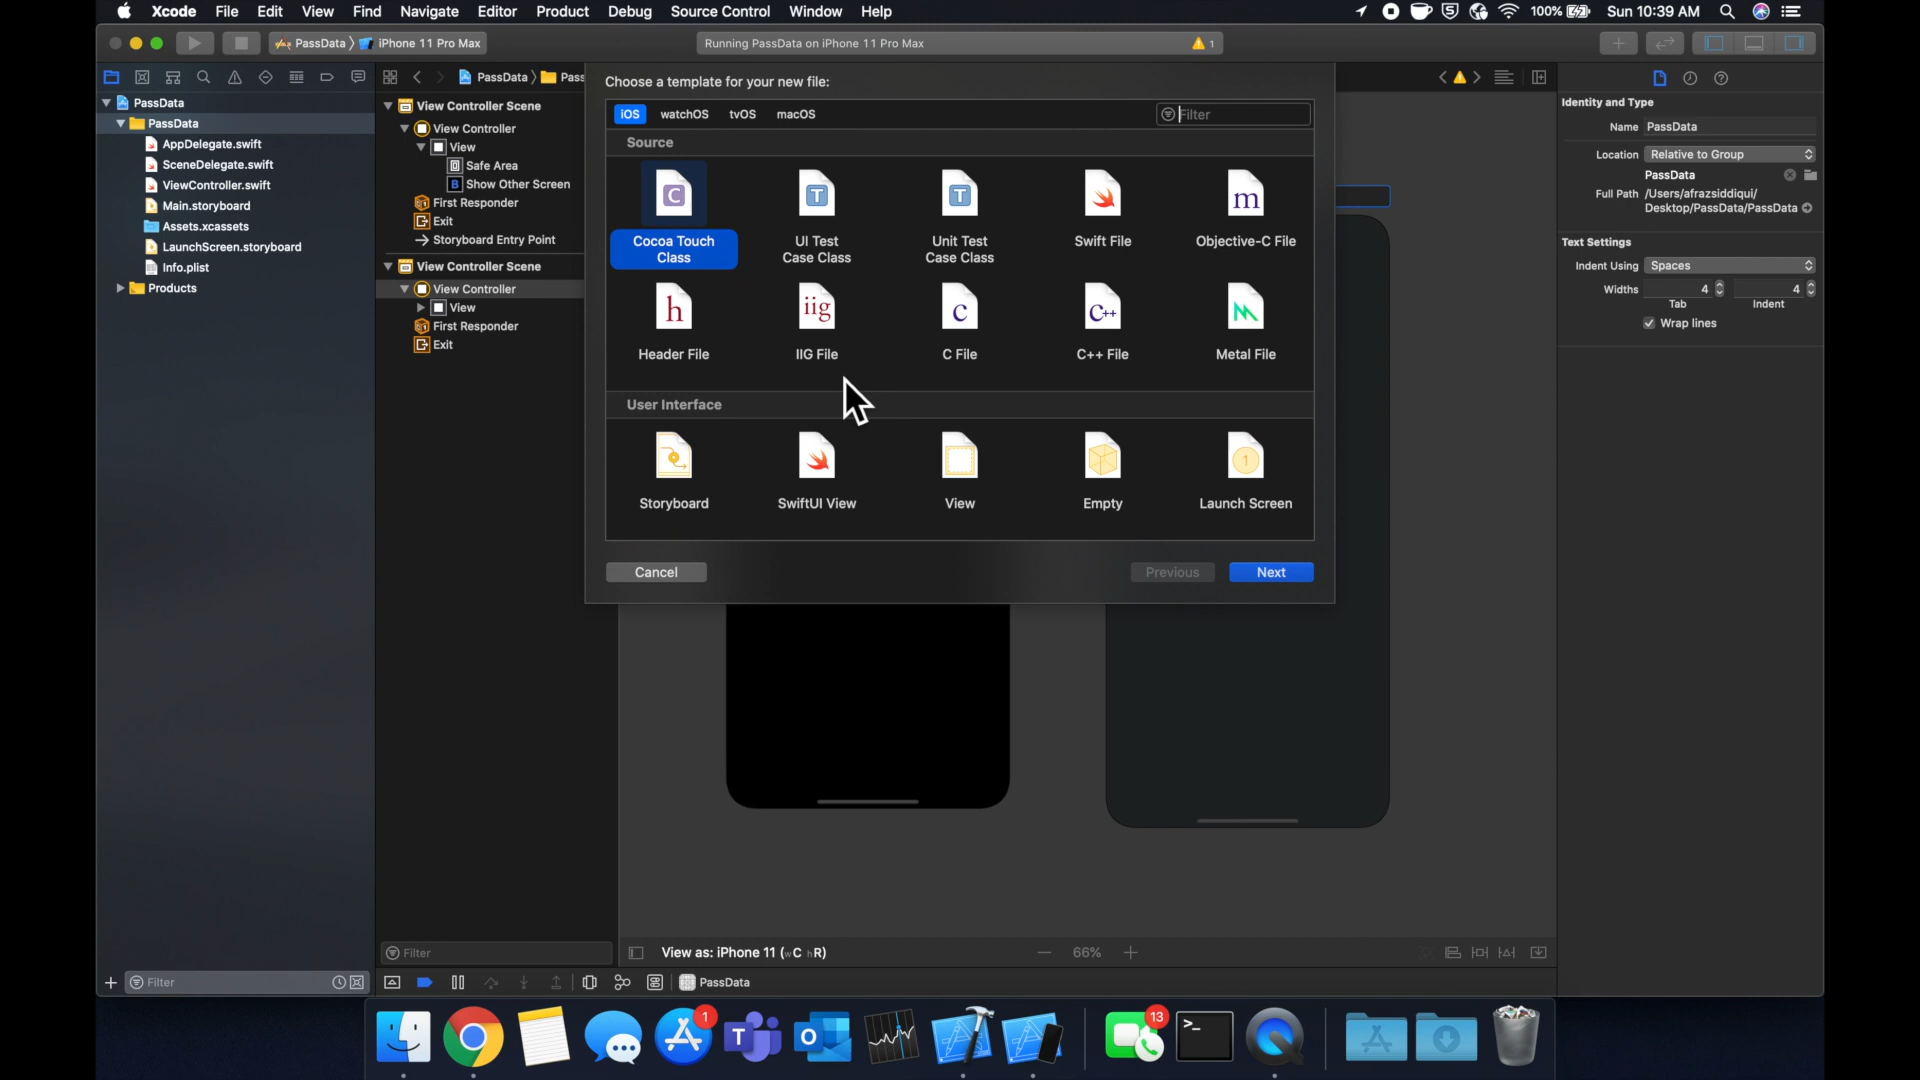 Xcode File Edit View Find Navigate Editor Product Debug Source Control Window Help
100% Sun 10:39 AM
PassData iPhone 11 Pro Max
Running PassData on iPhone 11 Pro Max
1
PassData Pass
PassData
PassData
AppDelegate.swift
SceneDelegate.swift
ViewController.swift
Main.storyboard
Assets.xcassets
LaunchScreen.storyboard
Info.plist
Products
Filter
View Controller Scene
View Controller
View
Safe Area
B Show Other Screen
First Responder
Exit
Storyboard Entry Point
View Controller Scene
View Controller
View
First Responder
Exit
Filter
Choose a template for your new file:
iOS watchOS tvOS macOS
Filter
Source
C T T m
Cocoa Touch Class
UI Test Case Class
Unit Test Case Class
Swift File
Objective-C File
h iig c C++
Header File
IIG File
C File
C++ File
Metal File
User Interface
1
Storyboard
SwiftUI View
View
Empty
Launch Screen
Cancel
Previous
Next
View as: iPhone 11 (wC hR)
66%
PassData
Identity and Type
Name PassData
Location Relative to Group
PassData
Full Path /Users/afrazsiddiqui/
Desktop/PassData/PassData
Text Settings
Indent Using Spaces
Widths 4 4
Tab Indent
Wrap lines
1
13